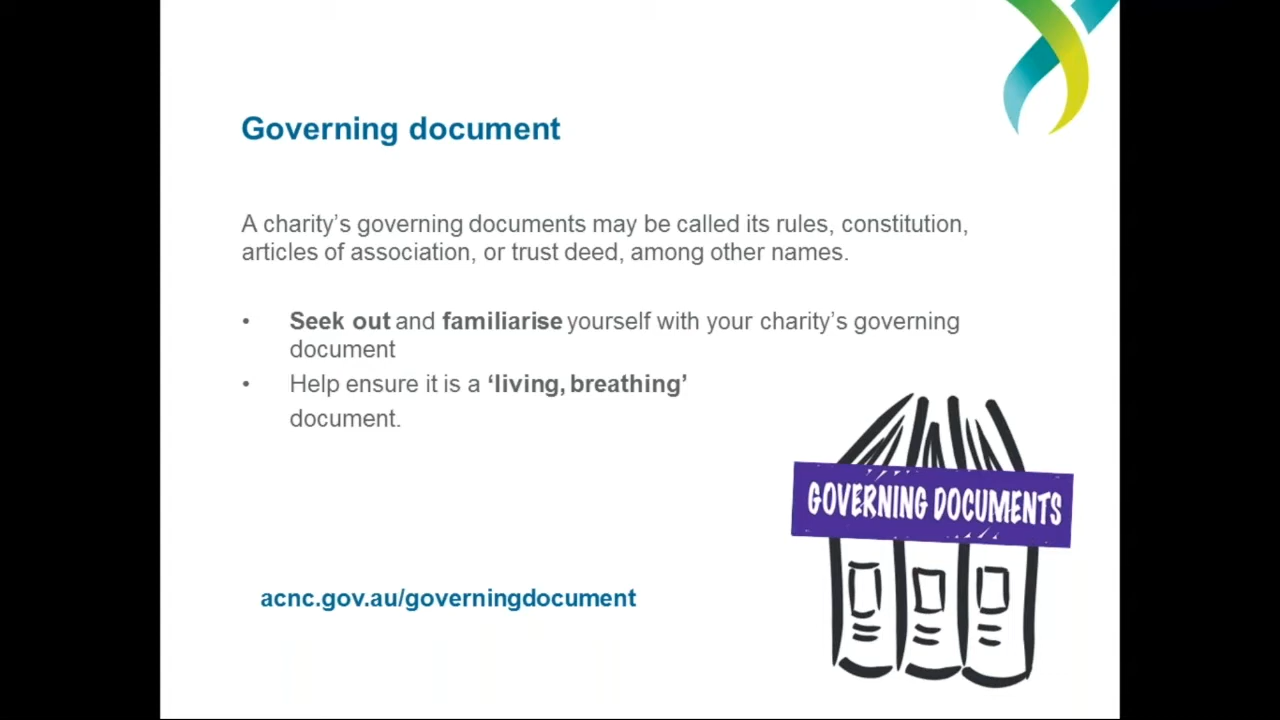 Governing document
A charity’s governing documents may be called its rules, constitution,
articles of association, or trust deed, among other names.
• Seek out and familiarise yourself with your charity’s governing
document
• Help ensure it is a ‘living, breathing’
document.
GOVERNING DOCUMENTS
acnc.gov.au/governingdocument